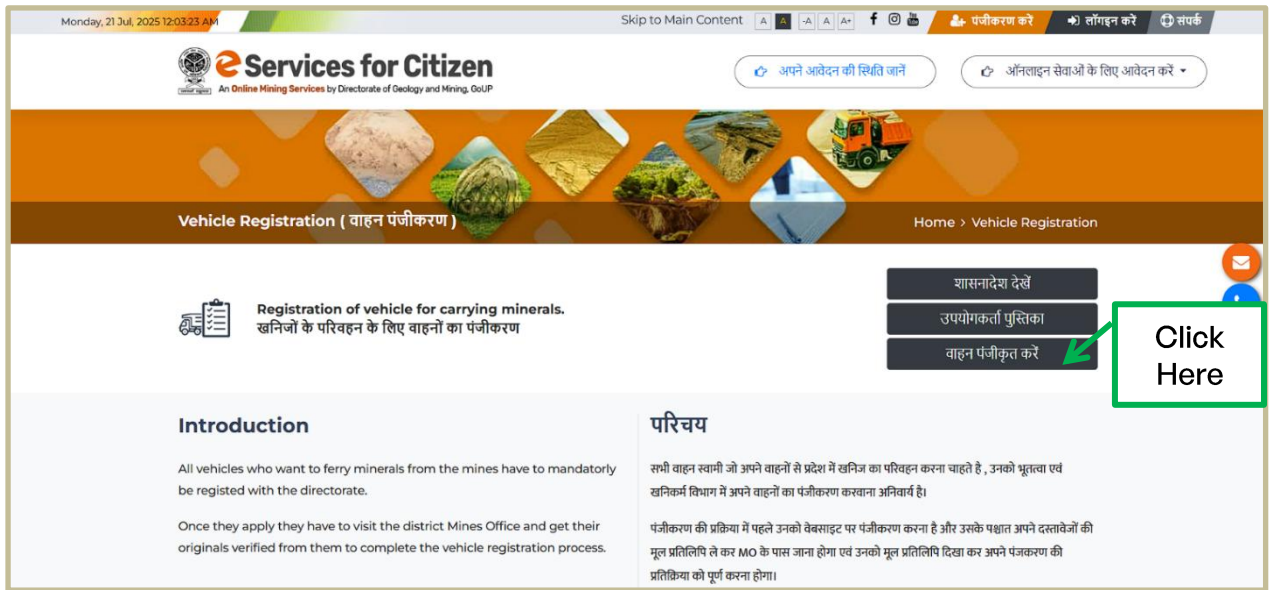 Monday, 21 Jul, 2025 12:03:23 AM
Skip to Main Content A A -A A A+ पंजीकरण करे लॉगइन करे संपर्क
e Services for Citizen
An Online Mining Services by Directorate of Geology and Mining, GoUP
अपने आवेदन की स्थिति जानें
ऑनलाइन सेवाओं के लिए आवेदन करें
Vehicle Registration ( वाहन पंजीकरण )
Home > Vehicle Registration
Registration of vehicle for carrying minerals.
खनिजों के परिवहन के लिए वाहनों का पंजीकरण
शासनादेश देखें
उपयोगकर्ता पुस्तिका
वाहन पंजीकृत करें
Click
Here
Introduction
All vehicles who want to ferry minerals from the mines have to mandatorly
be registed with the directorate.
Once they apply they have to visit the district Mines Office and get their
originals verified from them to complete the vehicle registration process.
परिचय
सभी वाहन स्वामी जो अपने वाहनों से प्रदेश में खनिज का परिवहन करना चाहते है , उनको भूतत्वा एवं
खनिकर्म विभाग में अपने वाहनों का पंजीकरण करवाना अनिवार्य है।
पंजीकरण की प्रक्रिया में पहले उनको वेबसाइट पर पंजीकरण करना है और उसके पश्चात अपने दस्तावेजों की
मूल प्रतिलिपि ले कर MO के पास जाना होगा एवं उनको मूल प्रतिलिपि दिखा कर अपने पंजकरण की
प्रतिक्रिया को पूर्ण करना होगा।